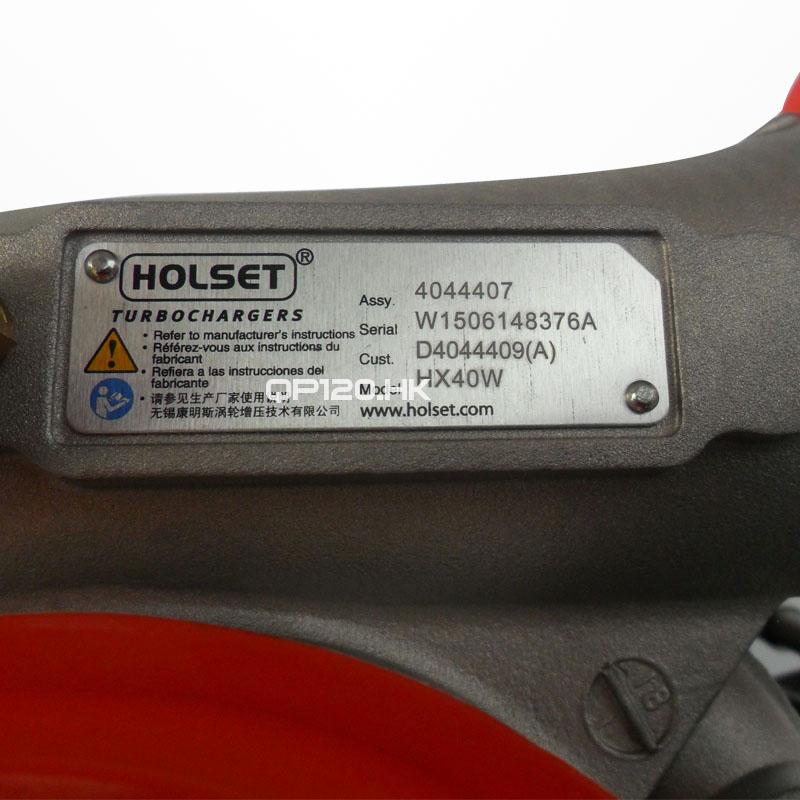 HOLSET®
TURBOCHARGERS
• Refer to manufacturer's instructions
• Référez-vous aux instructions du
fabricant
• Refiera a las instrucciones del
fabricante
• 请参见生产厂家使用说明
无锡康明斯涡轮增压技术有限公司
Assy. 4044407
Serial W1506148376A
Cust. D4044409(A)
Model HX40W
www.holset.com
QP120.HK
18